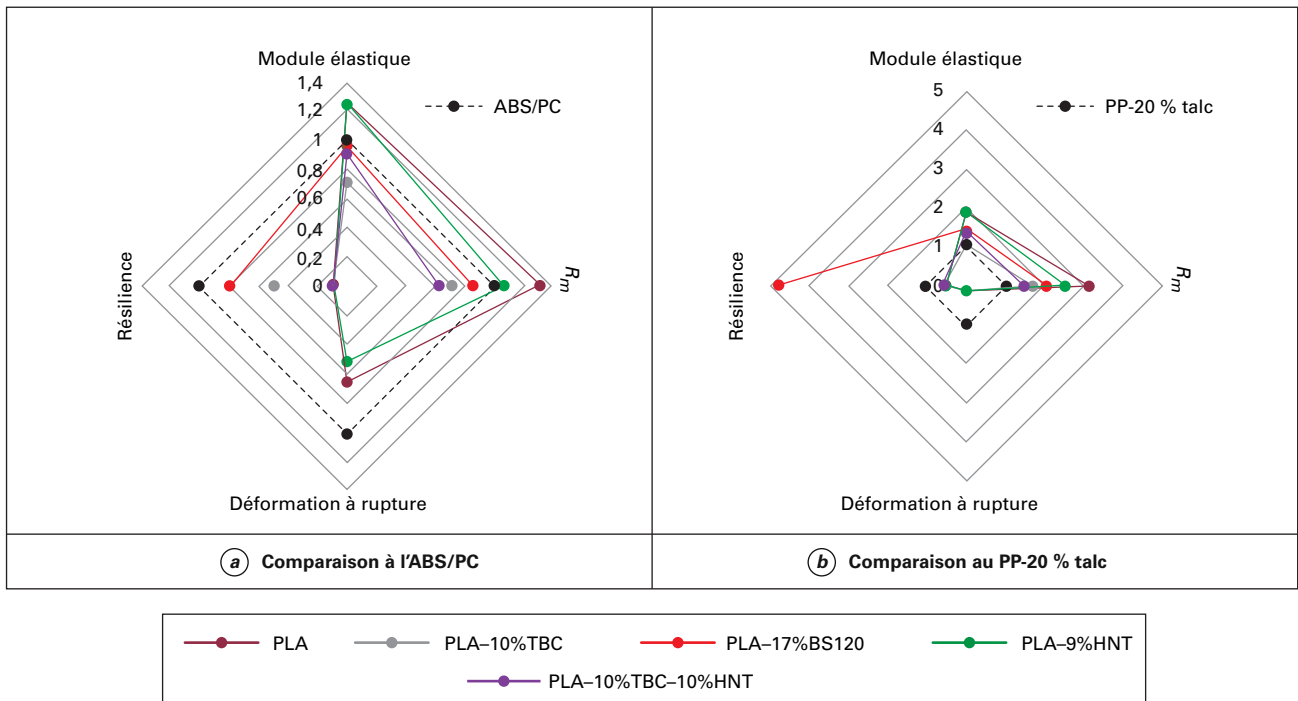 Module élastique
1,4
1,2
1
0,8
0,6
0,4
0,2
0
ABS/PC
Résilience
Rm
Déformation à rupture
a Comparaison à l'ABS/PC
Module élastique
5
4
3
2
1
0
PP-20 % talc
Résilience
Rm
Déformation à rupture
b Comparaison au PP-20 % talc
PLA PLA–10%TBC PLA–17%BS120 PLA–9%HNT
PLA–10%TBC–10%HNT